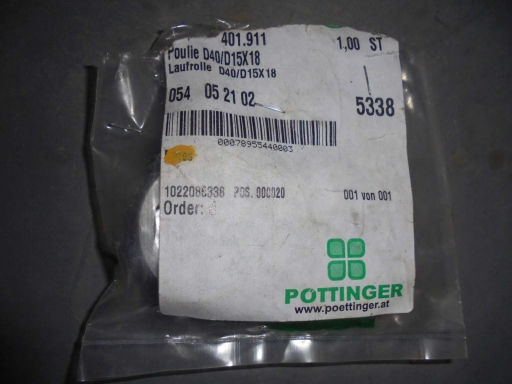 401.911 1,00 ST
Poulie D40/D15X18
Laufrolle D40/D15X18
054 05 21 02 5338
00078955440003
1022086336 POS. 000020 001 von 001
Order:
PÖTTINGER
www.poettinger.at